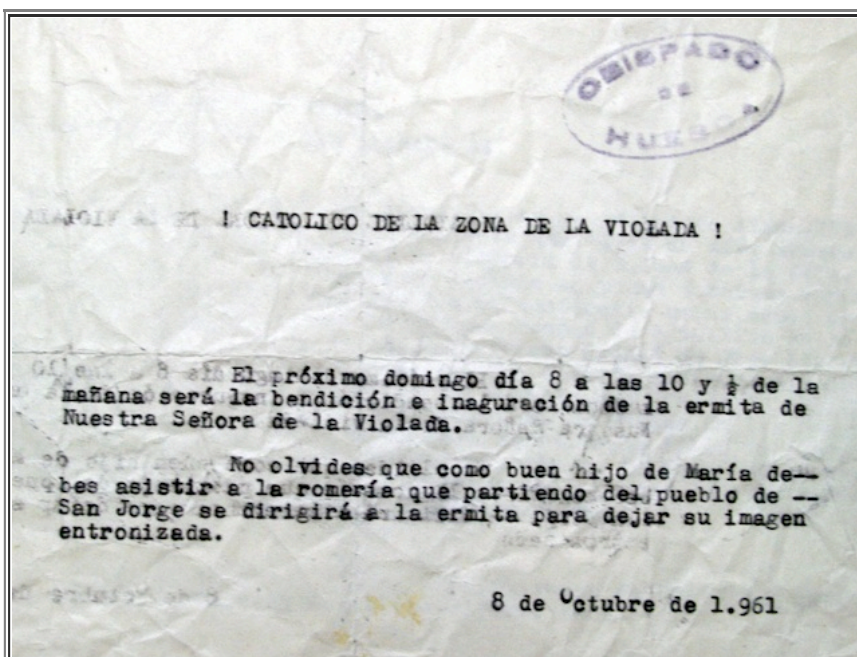 OBISPADO
DE
HUESCA
! CATOLICO DE LA ZONA DE LA VIOLADA !
El próximo domingo día 8 a las 10 y ½ de la
mañana será la bendición e inaguración de la ermita de
Nuestra Señora de la Violada.
No olvides que como buen hijo de María de--
bes asistir a la romería que partiendo del pueblo de --
San Jorge se dirigirá a la ermita para dejar su imagen
entronizada.
8 de Octubre de 1.961